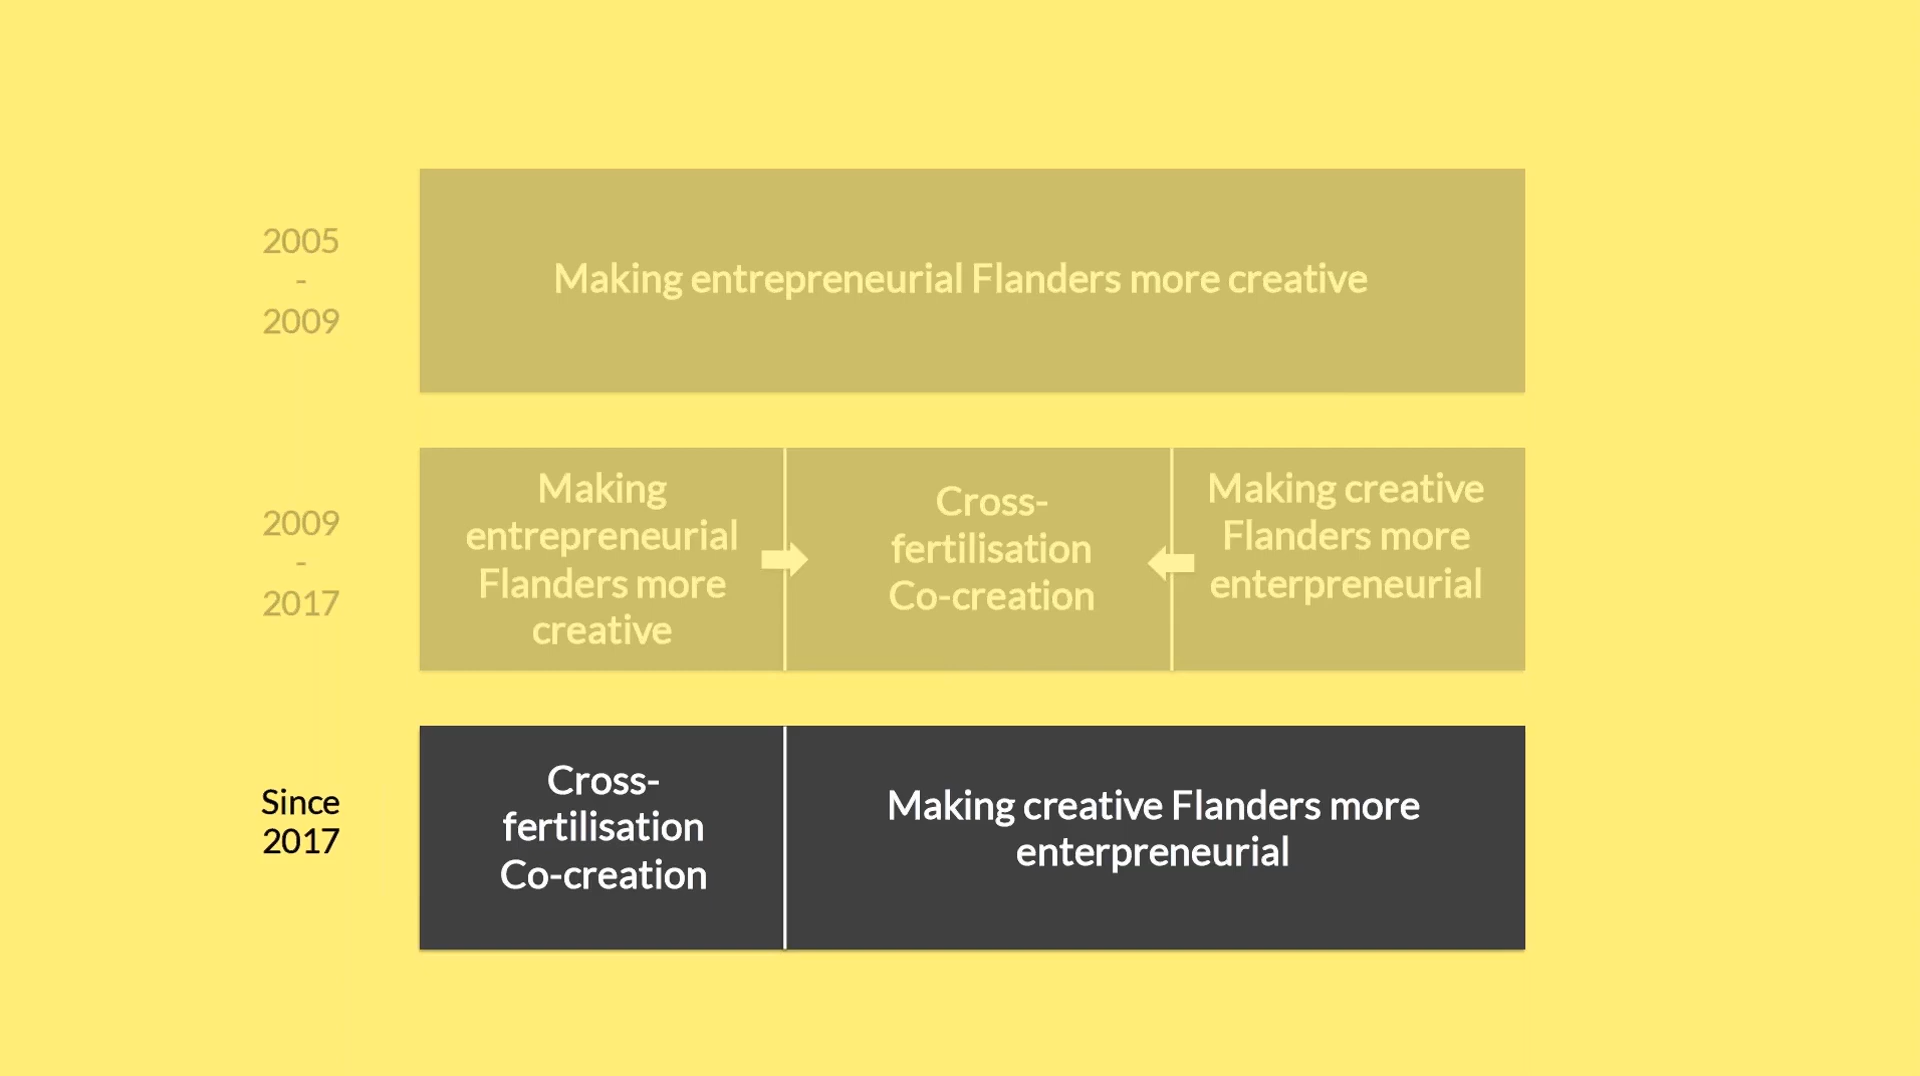 2005
-
2009
Making entrepreneurial Flanders more creative
2009
-
2017
Making
entrepreneurial
Flanders more
creative
Cross-
fertilisation
Co-creation
Making creative
Flanders more
enterpreneurial
Since
2017
Cross-
fertilisation
Co-creation
Making creative Flanders more
enterpreneurial